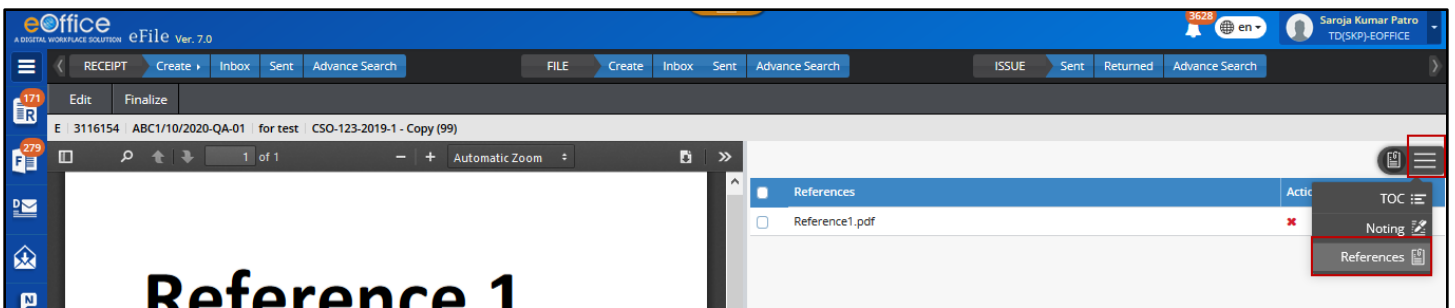 eOffice
A DIGITAL WORKPLACE SOLUTION eFile Ver. 7.0
3628
en
Saroja Kumar Patro
TD(SKP)-EOFFICE
RECEIPT Create Inbox Sent Advance Search FILE Create Inbox Sent Advance Search ISSUE Sent Returned Advance Search
171
R
Edit Finalize
E 3116154 ABC1/10/2020-QA-01 for test CSO-123-2019-1 - Copy (99)
279
F
1 of 1 Automatic Zoom
References Actio
TOC
D
Reference1.pdf
Noting
References
Reference 1
N